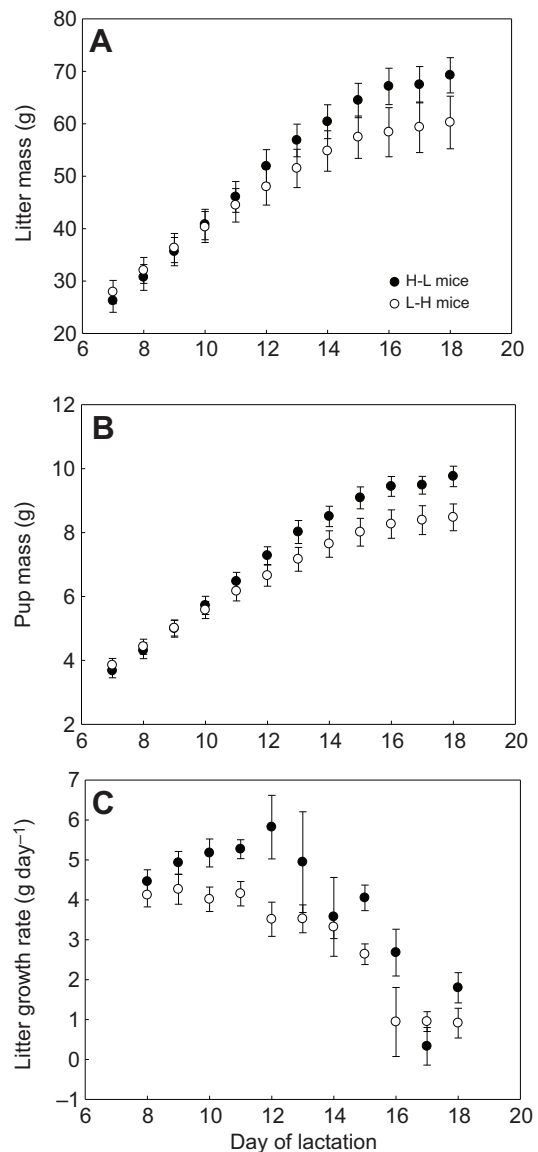 A
Litter mass (g)
80
70
60
50
40
30
20
H-L mice
L-H mice
6 8 10 12 14 16 18 20
B
Pup mass (g)
12
10
8
6
4
2
6 8 10 12 14 16 18 20
C
Litter growth rate (g day⁻¹)
7
6
5
4
3
2
1
0
–1
6 8 10 12 14 16 18 20
Day of lactation